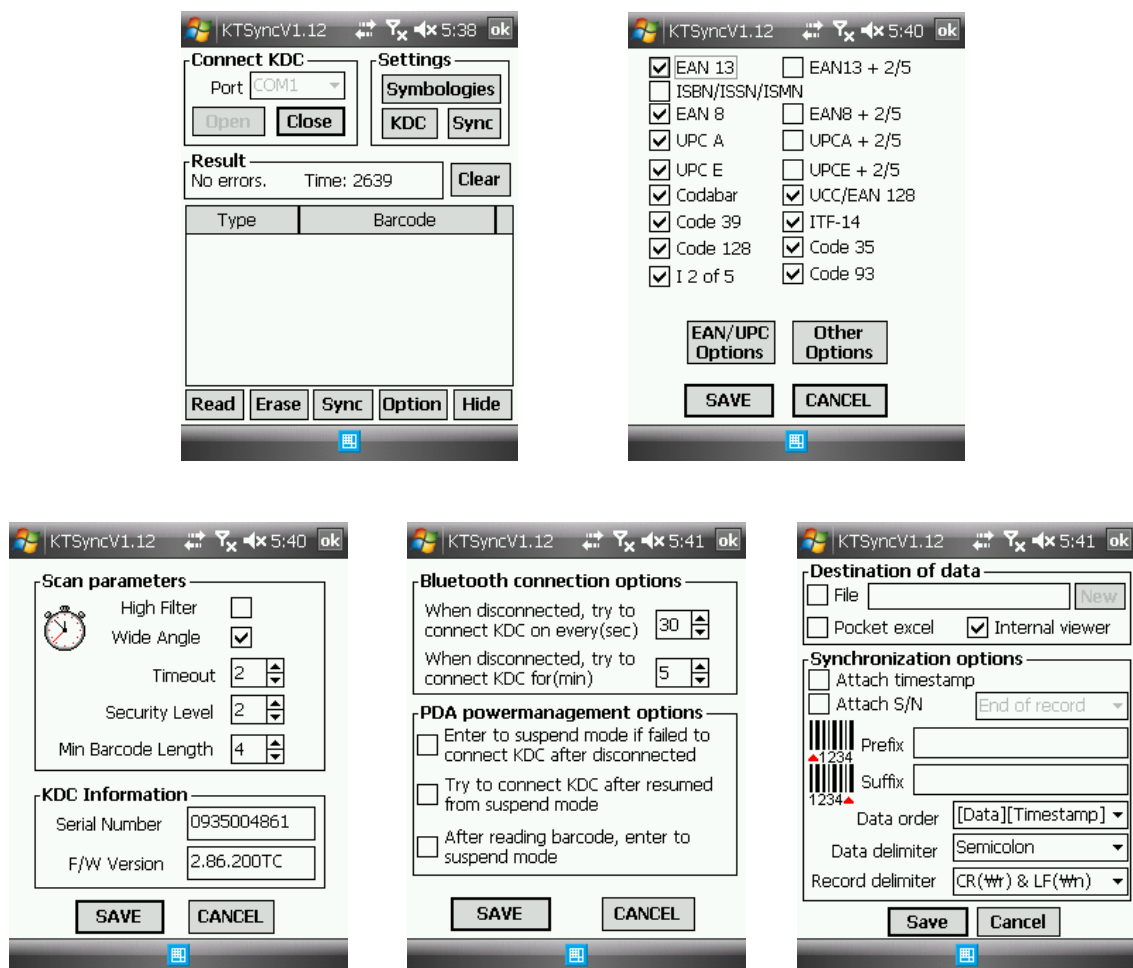 KTSyncV1.12 5:38 ok
Connect KDC
Port COM1
Open Close
Settings
Symbologies
KDC Sync
Result
No errors. Time: 2639
Clear
Type Barcode
Read Erase Sync Option Hide
KTSyncV1.12 5:40 ok
EAN 13 EAN13 + 2/5
ISBN/ISSN/ISMN
EAN 8 EAN8 + 2/5
UPC A UPCA + 2/5
UPC E UPCE + 2/5
Codabar UCC/EAN 128
Code 39 ITF-14
Code 128 Code 35
I 2 of 5 Code 93
EAN/UPC Options
Other Options
SAVE CANCEL
KTSyncV1.12 5:40 ok
Scan parameters
High Filter
Wide Angle
Timeout 2
Security Level 2
Min Barcode Length 4
KDC Information
Serial Number 0935004861
F/W Version 2.86.200TC
SAVE CANCEL
KTSyncV1.12 5:41 ok
Bluetooth connection options
When disconnected, try to
connect KDC on every(sec) 30
When disconnected, try to
connect KDC for(min) 5
PDA powermanagement options
Enter to suspend mode if failed to
connect KDC after disconnected
Try to connect KDC after resumed
from suspend mode
After reading barcode, enter to
suspend mode
SAVE CANCEL
KTSyncV1.12 5:41 ok
Destination of data
File New
Pocket excel Internal viewer
Synchronization options
Attach timestamp
Attach S/N End of record
1234 Prefix
1234 Suffix
Data order [Data][Timestamp]
Data delimiter Semicolon
Record delimiter CR(₩r) & LF(₩n)
Save Cancel